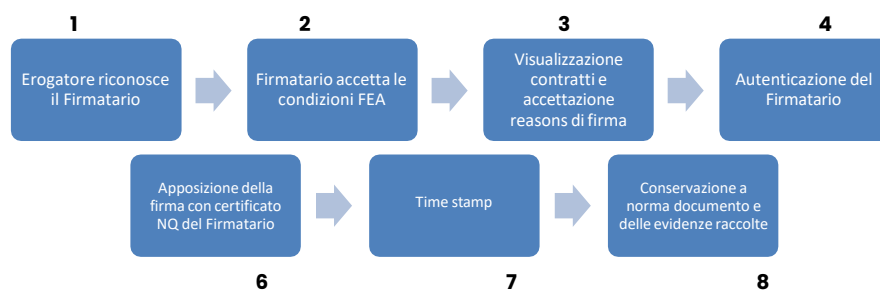 1
2
3
4
Erogatore riconosce
il Firmatario
Firmatario accetta le
condizioni FEA
Visualizzazione
contratti e
accettazione
reasons di firma
Autenticazione del
Firmatario
Apposizione della
firma con certificato
NQ del Firmatario
Time stamp
Conservazione a
norma documento e
delle evidenze raccolte
6
7
8